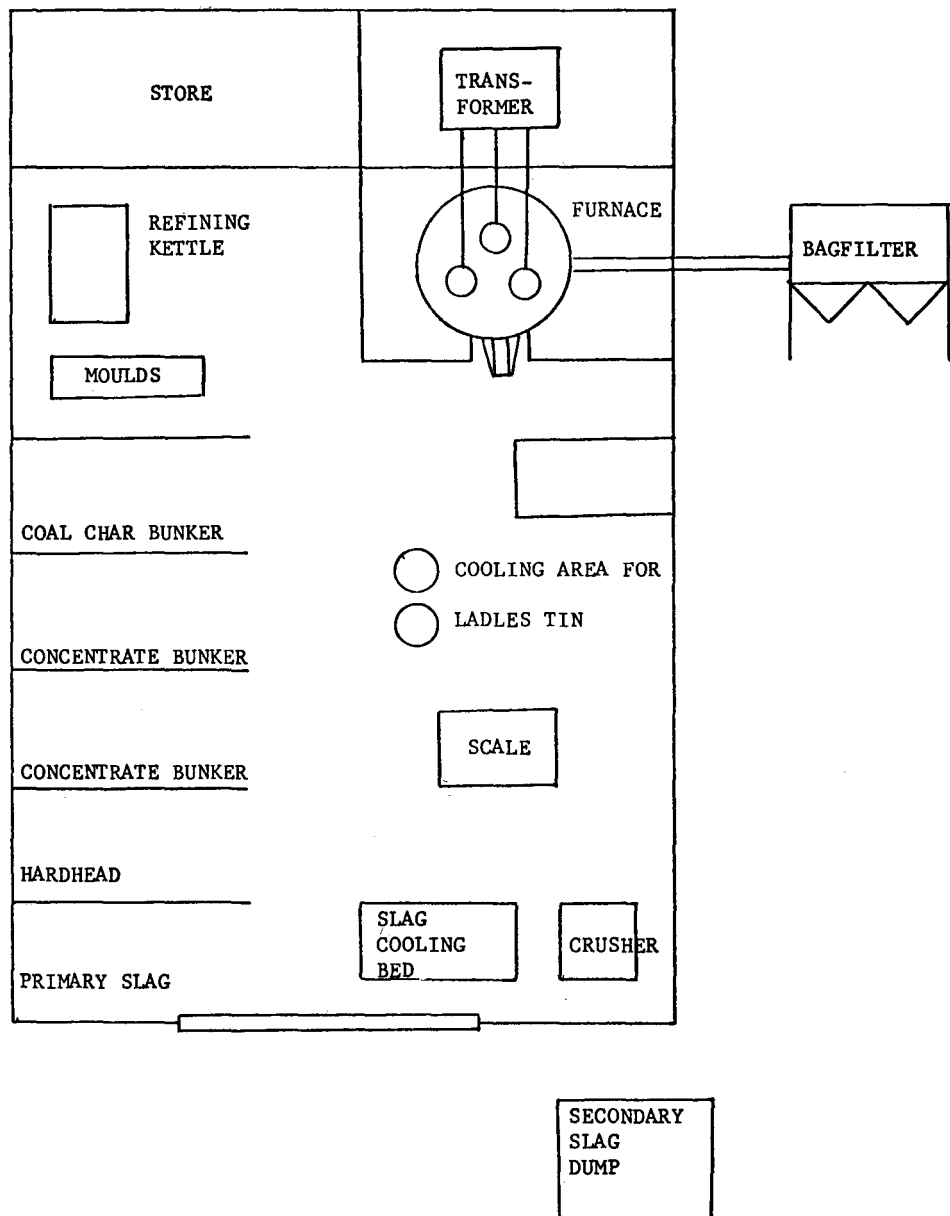 STORE
TRANS-
FORMER
REFINING
KETTLE
FURNACE
BAGFILTER
MOULDS
COAL CHAR BUNKER
COOLING AREA FOR
LADLES TIN
CONCENTRATE BUNKER
SCALE
CONCENTRATE BUNKER
HARDHEAD
SLAG
COOLING
BED
CRUSHER
PRIMARY SLAG
SECONDARY
SLAG
DUMP